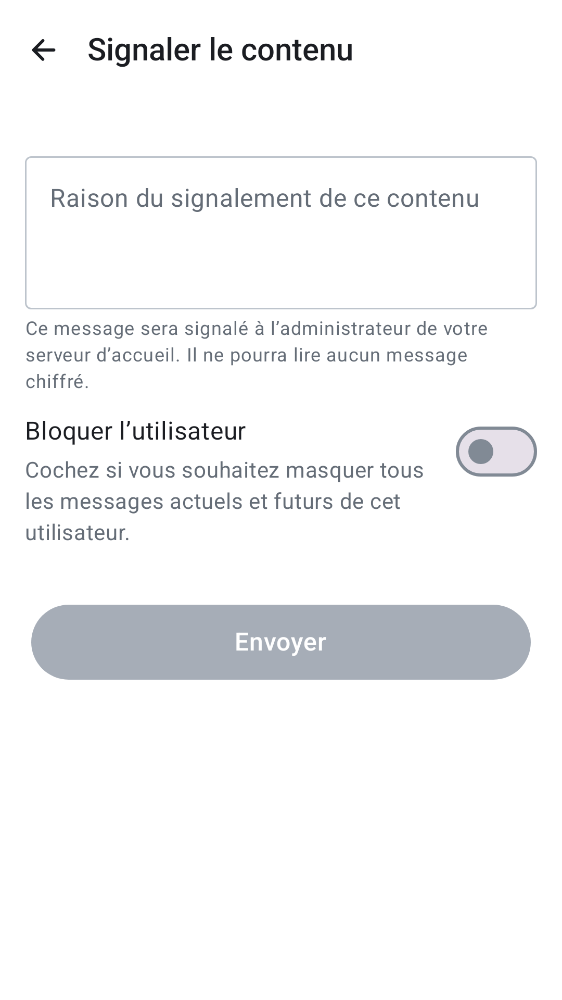 Signaler le contenu
Raison du signalement de ce contenu
Ce message sera signalé à l’administrateur de votre
serveur d’accueil. Il ne pourra lire aucun message
chiffré.
Bloquer l’utilisateur
Cochez si vous souhaitez masquer tous
les messages actuels et futurs de cet
utilisateur.
Envoyer